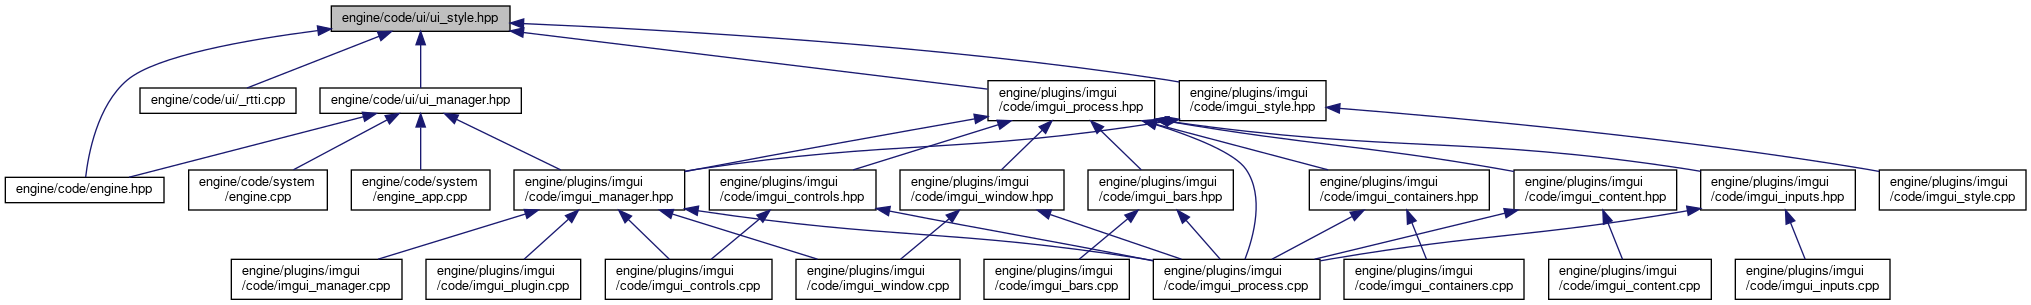 engine/code/ui/ui_style.hpp
engine/code/ui/_rtti.cpp
engine/code/ui/ui_manager.hpp
engine/plugins/imgui
/code/imgui_process.hpp
engine/plugins/imgui
/code/imgui_style.hpp
engine/code/engine.hpp
engine/code/system
/engine.cpp
engine/code/system
/engine_app.cpp
engine/plugins/imgui
/code/imgui_manager.hpp
engine/plugins/imgui
/code/imgui_controls.hpp
engine/plugins/imgui
/code/imgui_window.hpp
engine/plugins/imgui
/code/imgui_bars.hpp
engine/plugins/imgui
/code/imgui_containers.hpp
engine/plugins/imgui
/code/imgui_content.hpp
engine/plugins/imgui
/code/imgui_inputs.hpp
engine/plugins/imgui
/code/imgui_style.cpp
engine/plugins/imgui
/code/imgui_manager.cpp
engine/plugins/imgui
/code/imgui_plugin.cpp
engine/plugins/imgui
/code/imgui_controls.cpp
engine/plugins/imgui
/code/imgui_window.cpp
engine/plugins/imgui
/code/imgui_bars.cpp
engine/plugins/imgui
/code/imgui_process.cpp
engine/plugins/imgui
/code/imgui_containers.cpp
engine/plugins/imgui
/code/imgui_content.cpp
engine/plugins/imgui
/code/imgui_inputs.cpp